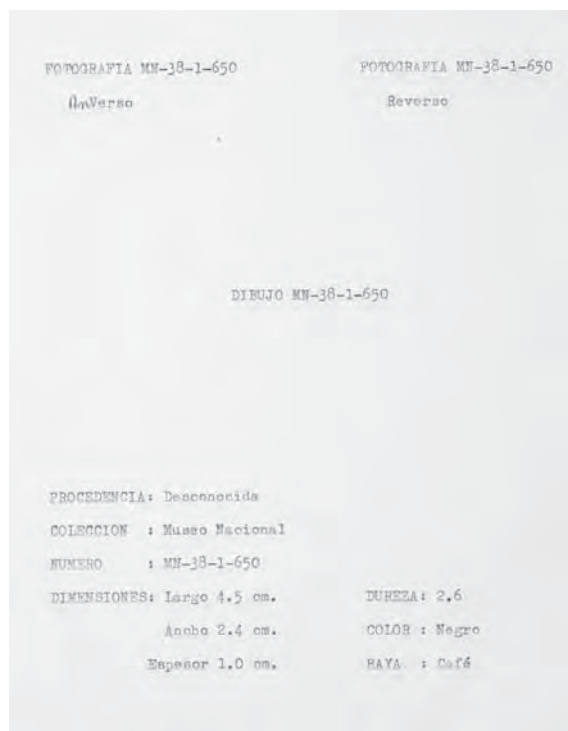 FOTOGRAFIA MN-38-1-650
FOTOGRAFIA MN-38-1-650
AnVerso
Reverso
DIBUJO MN-38-1-650
PROCEDENCIA: Desconocida
COLECCION : Museo Nacional
NUMERO : MN-38-1-650
DIMENSIONES: Largo 4.5 cm. DUREZA: 2.6
Ancho 2.4 cm. COLOR : Negro
Espesor 1.0 cm. RAYA : Café